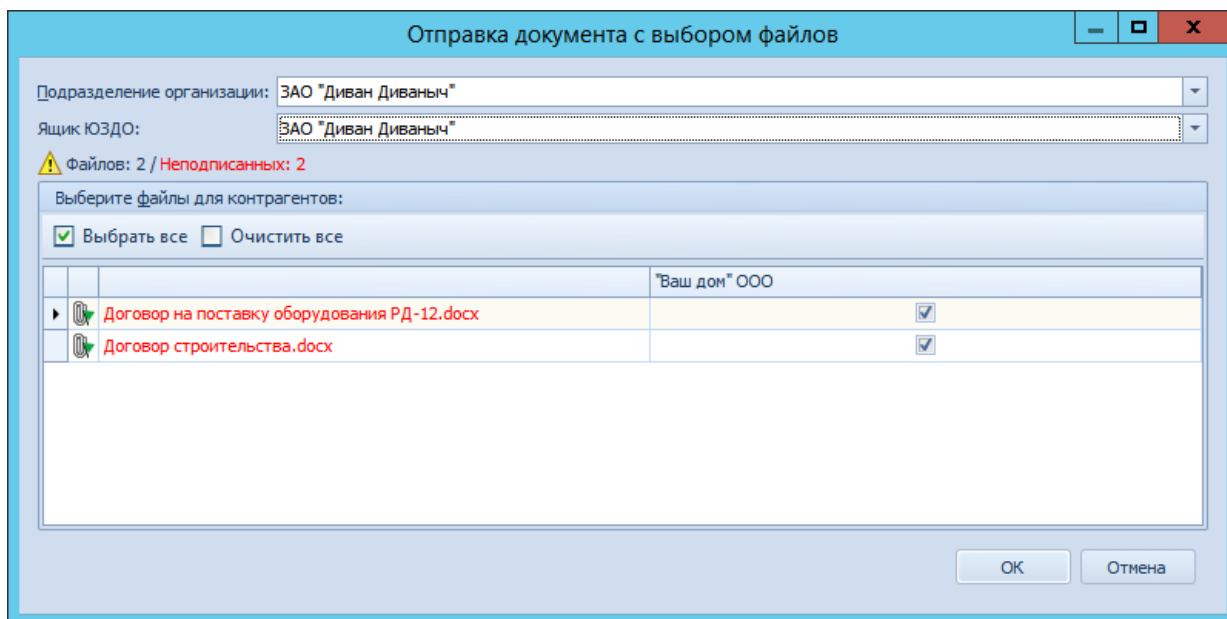 Отправка документа с выбором файлов
Подразделение организации: ЗАО "Диван Диваныч"
Ящик ЮЗДО: ЗАО "Диван Диваныч"
Файлов: 2 / Неподписанных: 2
Выберите файлы для контрагентов:
Выбрать все Очистить все
"Ваш дом" ООО
Договор на поставку оборудования РД-12.docx
Договор строительства.docx
ОК Отмена